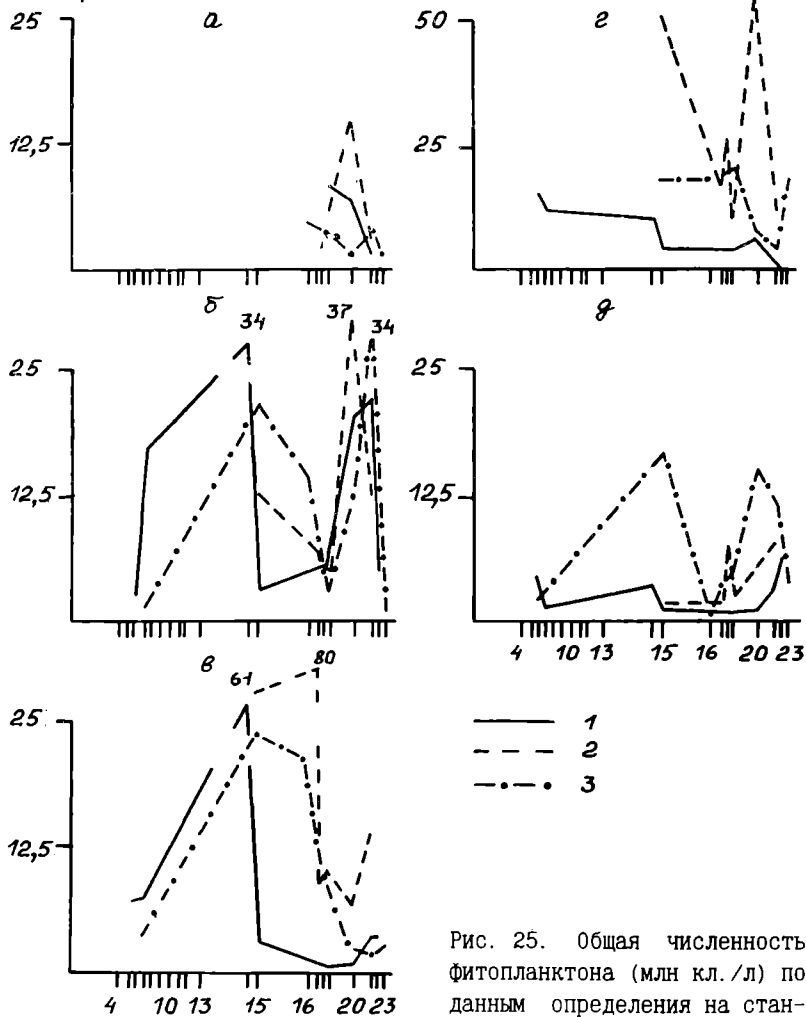 25
а
12,5
50
г
25
б
34
37
34
25
12,5
д
25
12,5
4 10 13 15 16 20 23
в
61
80
25
12,5
4 10 13 15 16 20 23
1
2
3
Рис. 25. Общая численность
фитопланктона (млн кл./л) по
данным определения на стан-